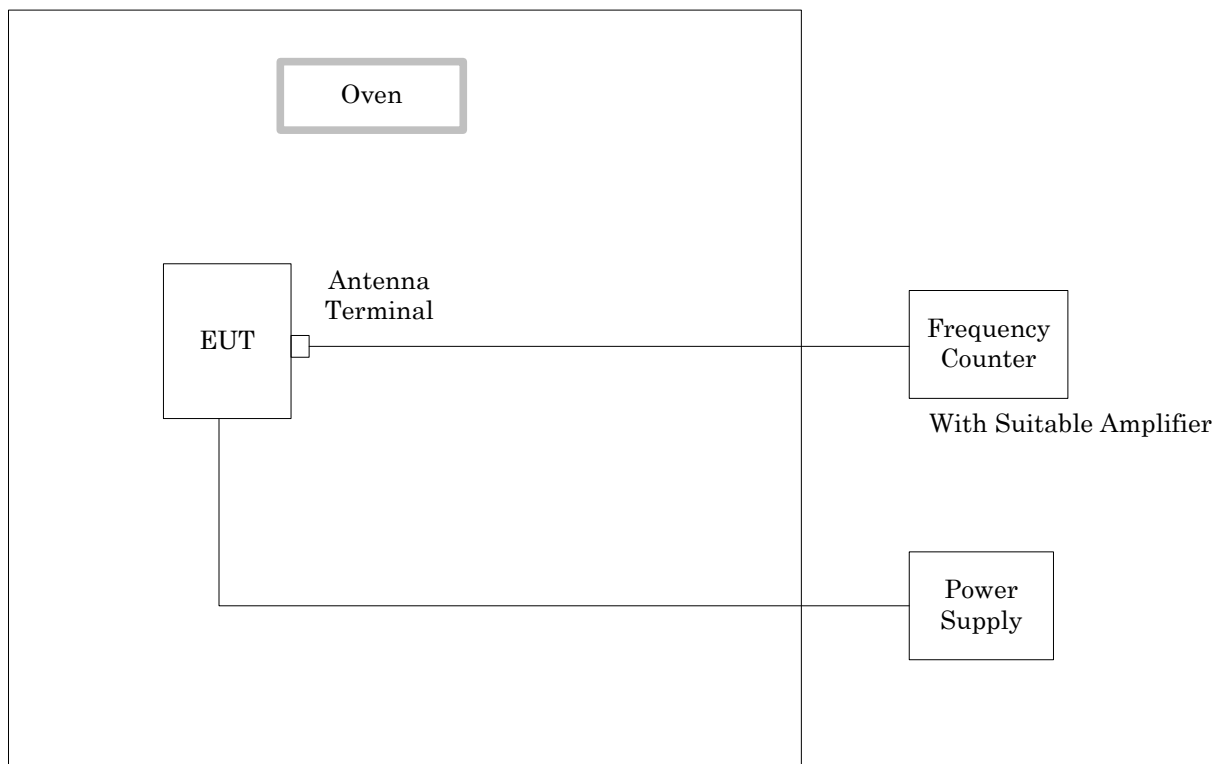 Oven
Antenna
Terminal
EUT
Frequency
Counter
With Suitable Amplifier
Power
Supply